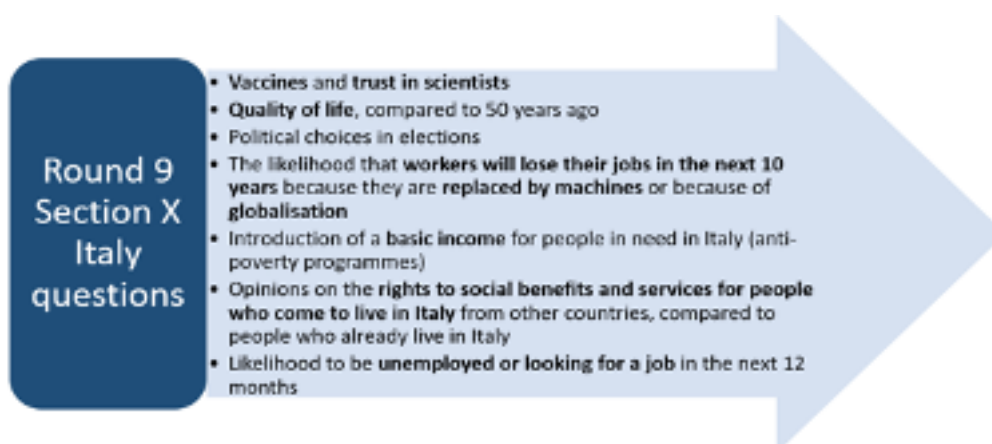 Round 9
Section X
Italy
questions
• Vaccines and trust in scientists
• Quality of life, compared to 50 years ago
• Political choices in elections
• The likelihood that workers will lose their jobs in the next 10
years because they are replaced by machines or because of
globalisation
• Introduction of a basic income for people in need in Italy (anti-
poverty programmes)
• Opinions on the rights to social benefits and services for people
who come to live in Italy from other countries, compared to
people who already live in Italy
• Likelihood to be unemployed or looking for a job in the next 12
months